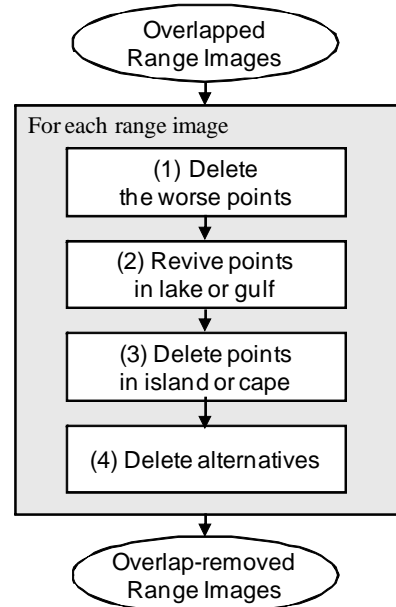 Overlapped
Range Images
For each range image
(1) Delete
the worse points
(2) Revive points
in lake or gulf
(3) Delete points
in island or cape
(4) Delete alternatives
Overlap-removed
Range Images